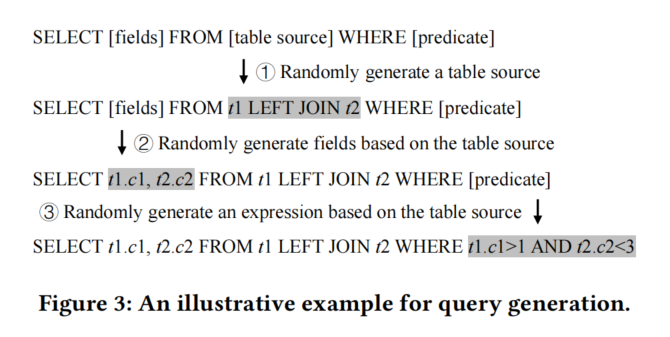 SELECT [fields] FROM [table source] WHERE [predicate]
① Randomly generate a table source
SELECT [fields] FROM t1 LEFT JOIN t2 WHERE [predicate]
② Randomly generate fields based on the table source
SELECT t1.c1, t2.c2 FROM t1 LEFT JOIN t2 WHERE [predicate]
③ Randomly generate an expression based on the table source
SELECT t1.c1, t2.c2 FROM t1 LEFT JOIN t2 WHERE t1.c1>1 AND t2.c2<3
Figure 3: An illustrative example for query generation.